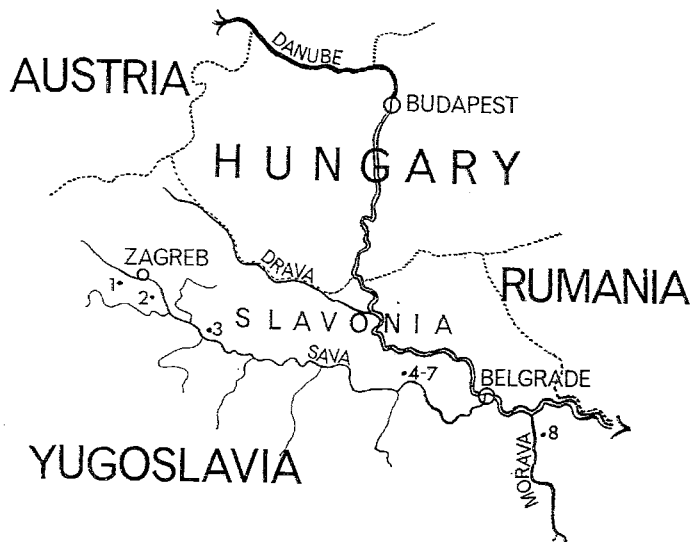 DANUBE
AUSTRIA
BUDAPEST
HUNGARY
ZAGREB
DRAVA
RUMANIA
1
2
3
SLAVONIA
SAVA
4-7
BELGRADE
8
YUGOSLAVIA
MORAVA